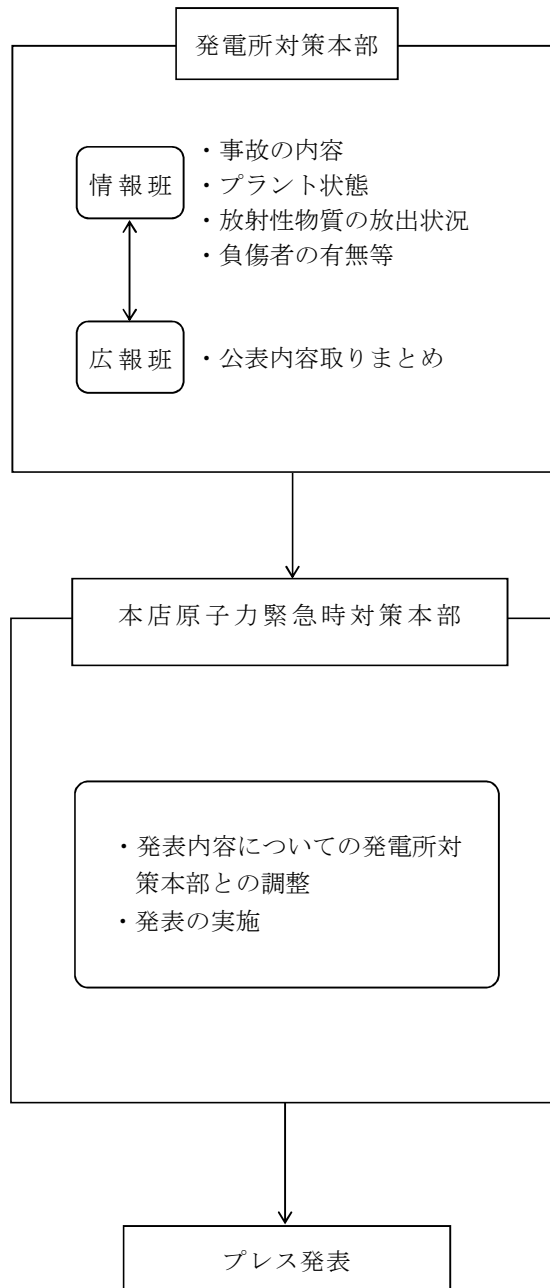 発電所対策本部
情報班
・事故の内容
・プラント状態
・放射性物質の放出状況
・負傷者の有無等
広報班
・公表内容取りまとめ
本店原子力緊急時対策本部
・発表内容についての発電所対
策本部との調整
・発表の実施
プレス発表